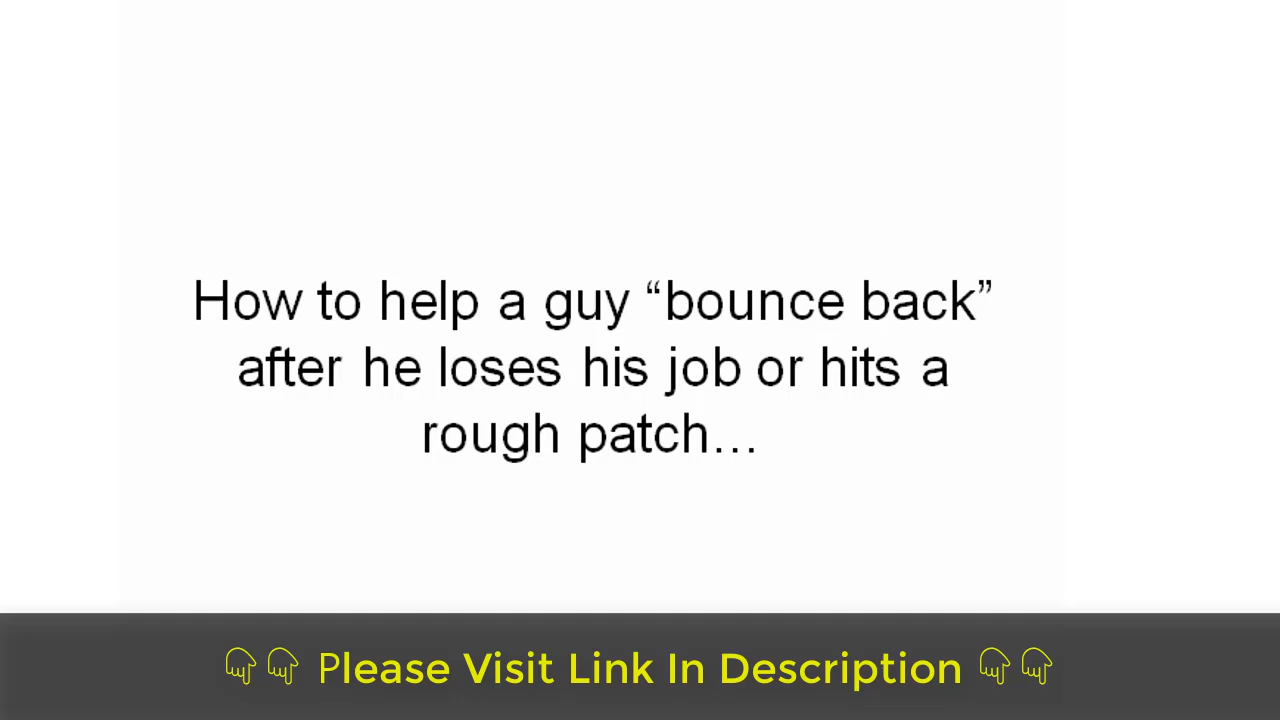 How to help a guy “bounce back”
after he loses his job or hits a
rough patch…
👇👇 Please Visit Link In Description 👇👇